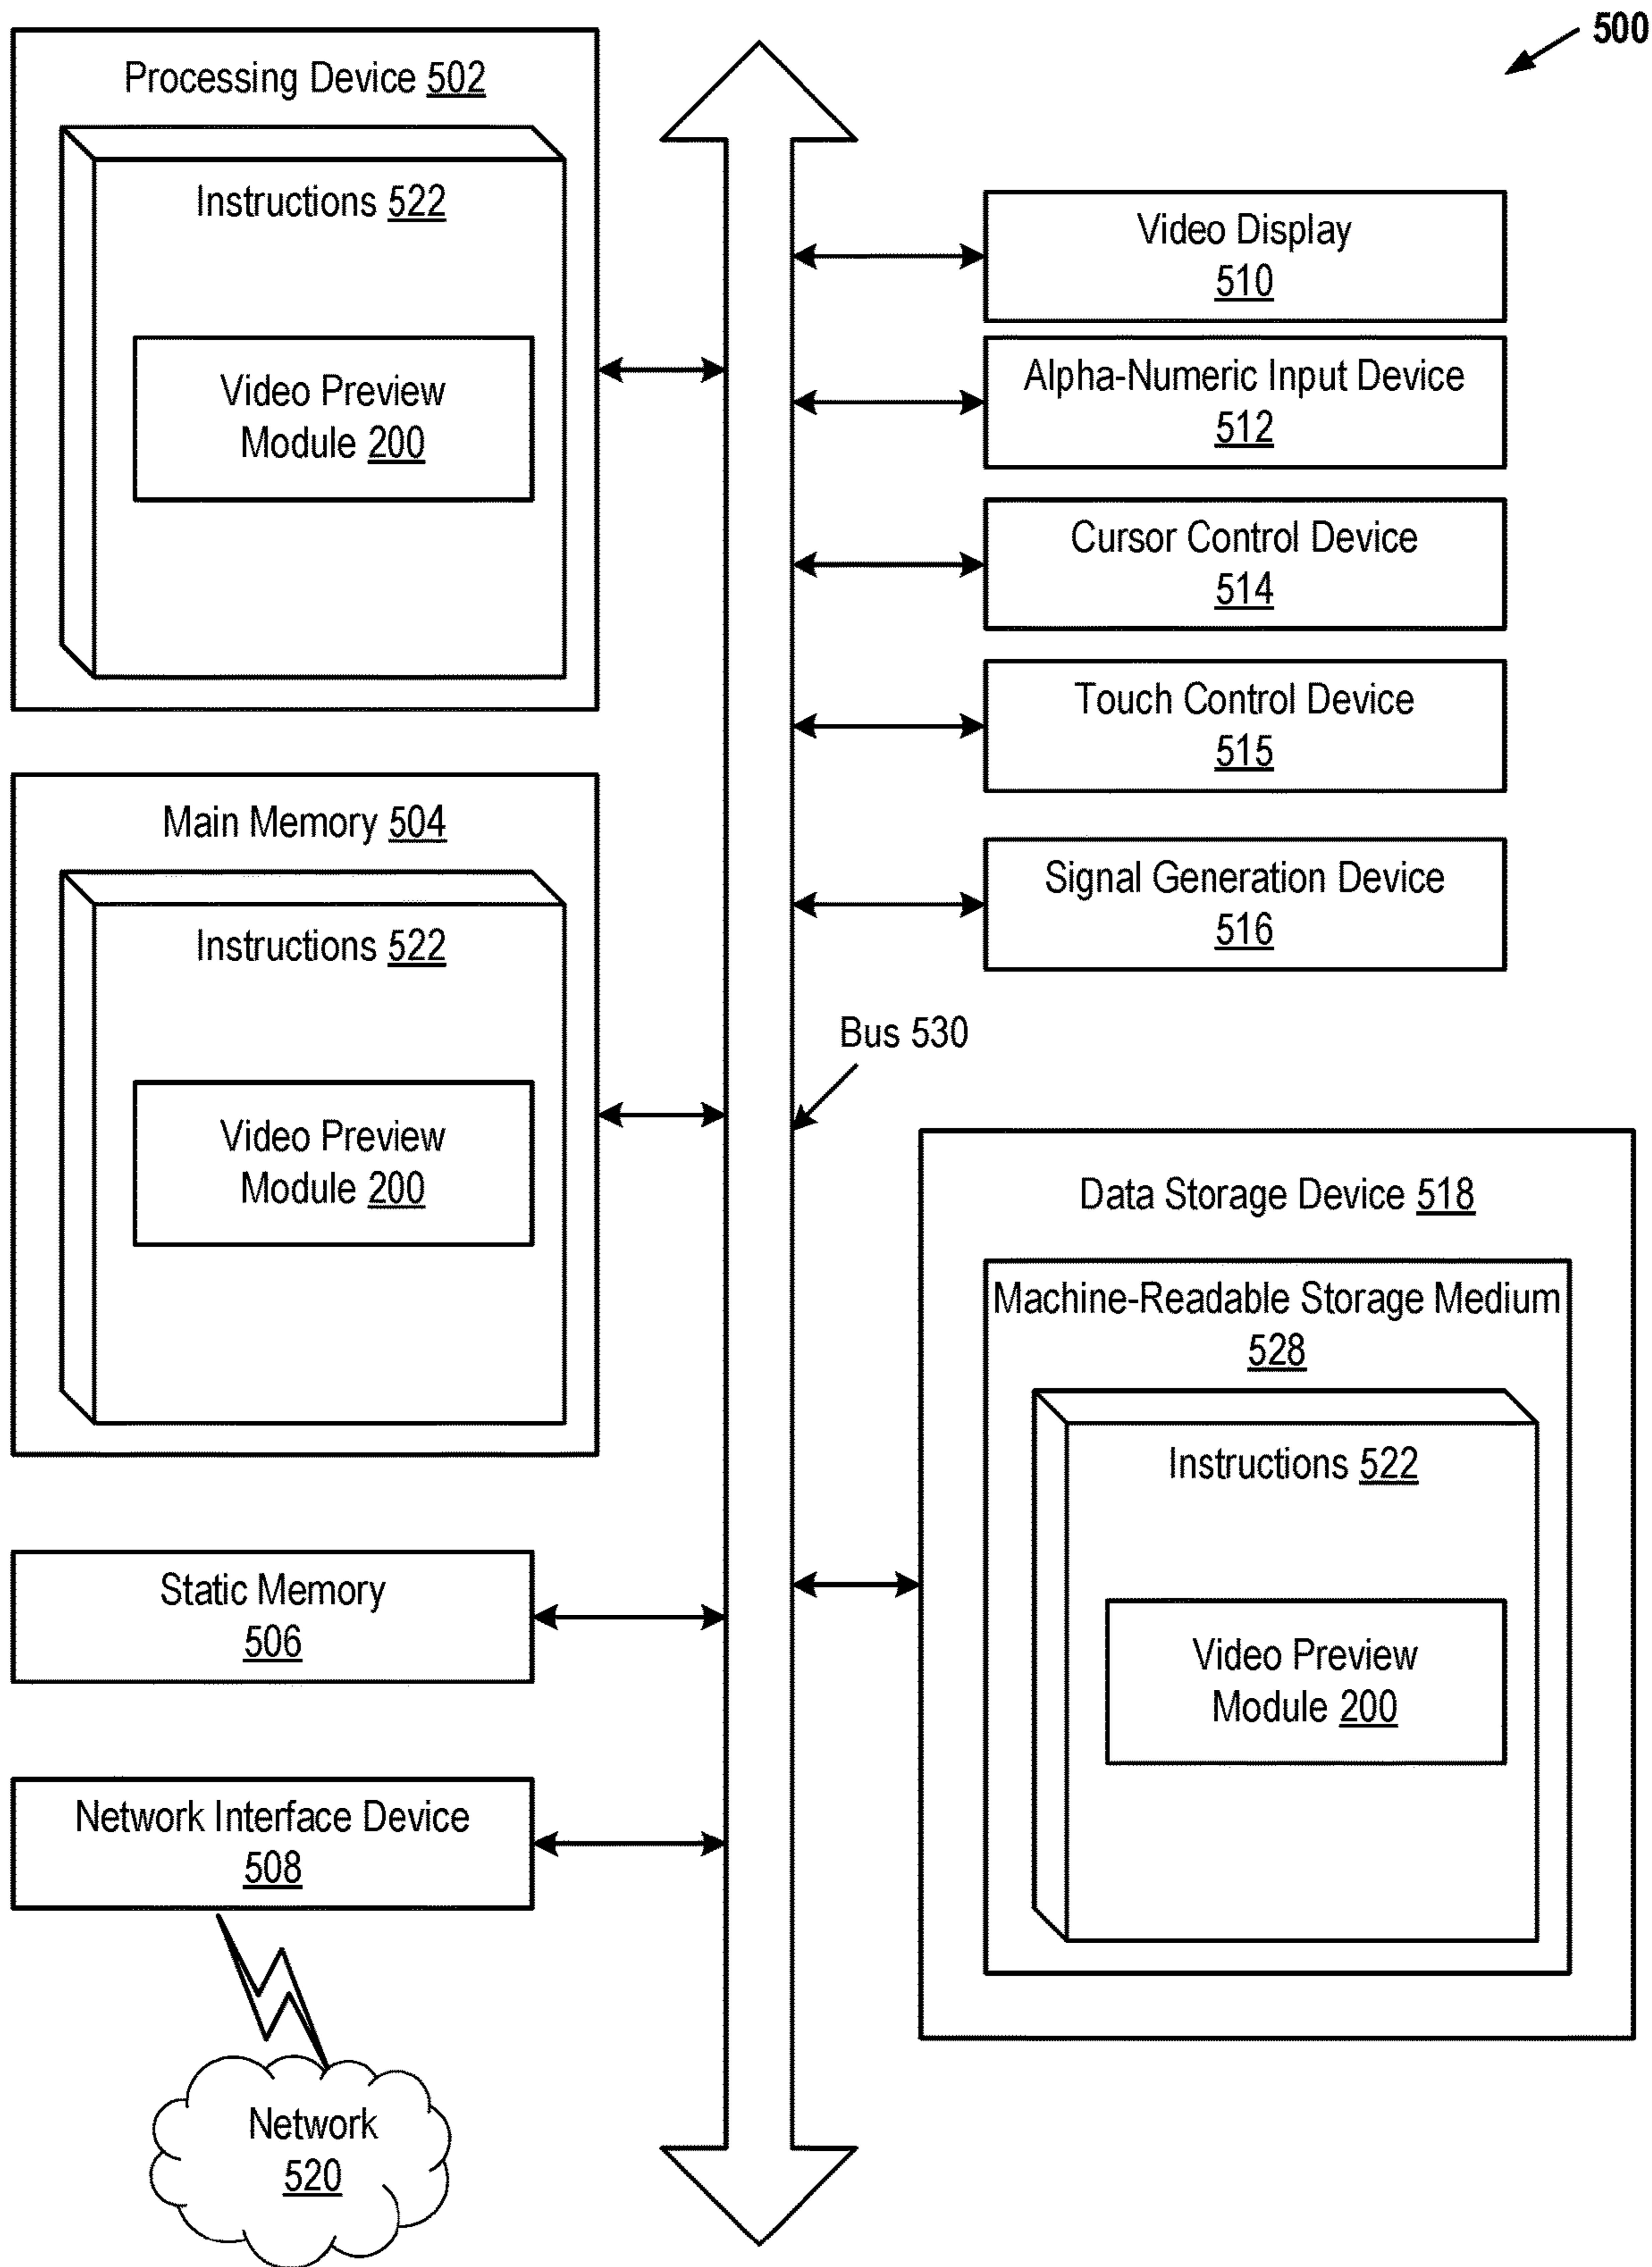 500
Processing Device 502
Instructions 522
Video Preview
Module 200
Main Memory 504
Instructions 522
Video Preview
Module 200
Static Memory
506
Network Interface Device
508
Network
520
Video Display
510
Alpha-Numeric Input Device
512
Cursor Control Device
514
Touch Control Device
515
Signal Generation Device
516
Bus 530
Data Storage Device 518
Machine-Readable Storage Medium
528
Instructions 522
Video Preview
Module 200